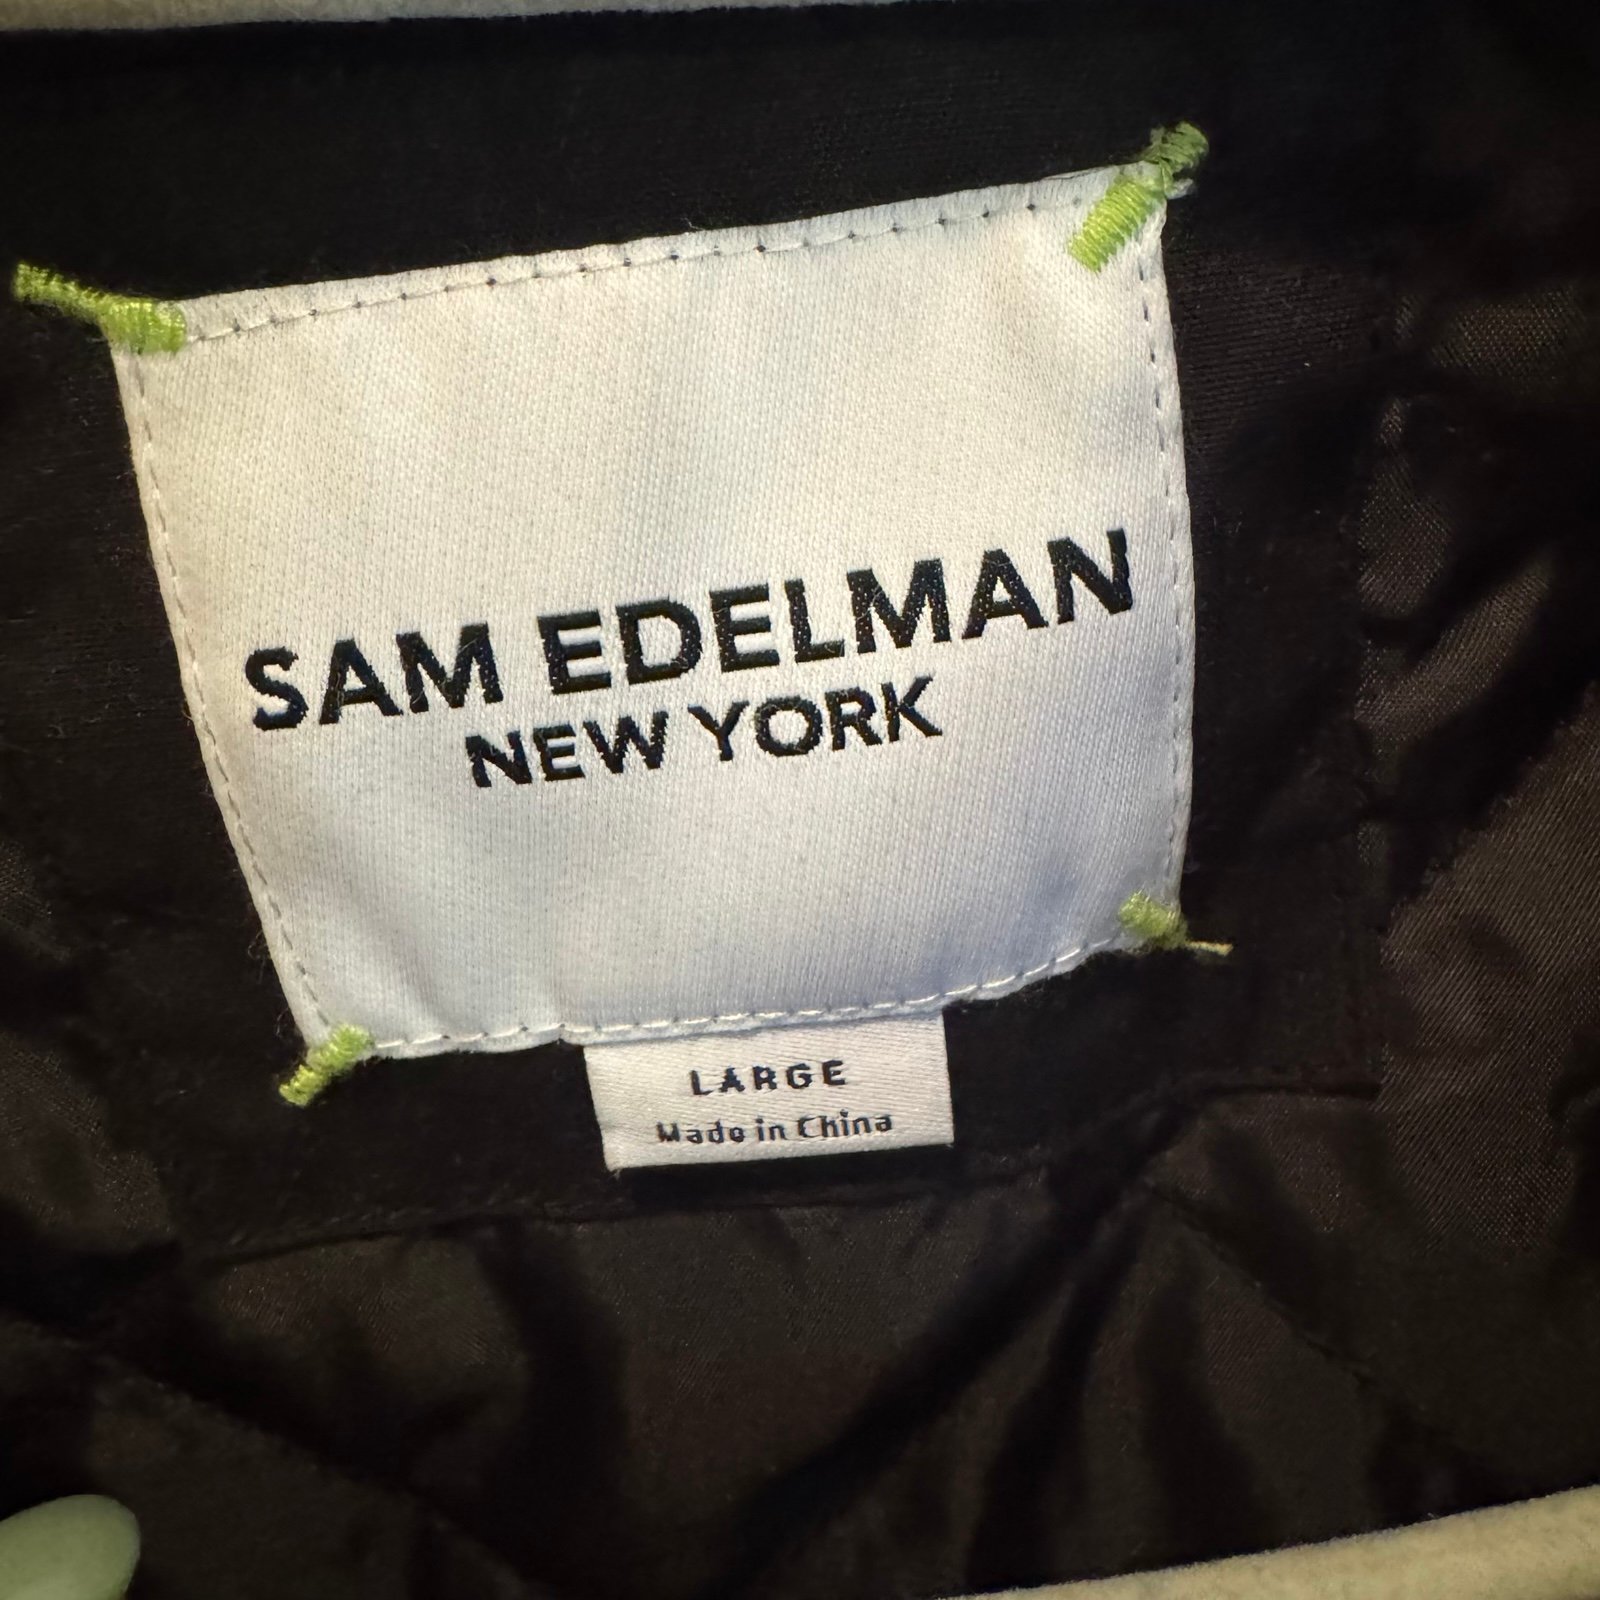 SAM EDELMAN
NEW YORK
LARGE
Made in China